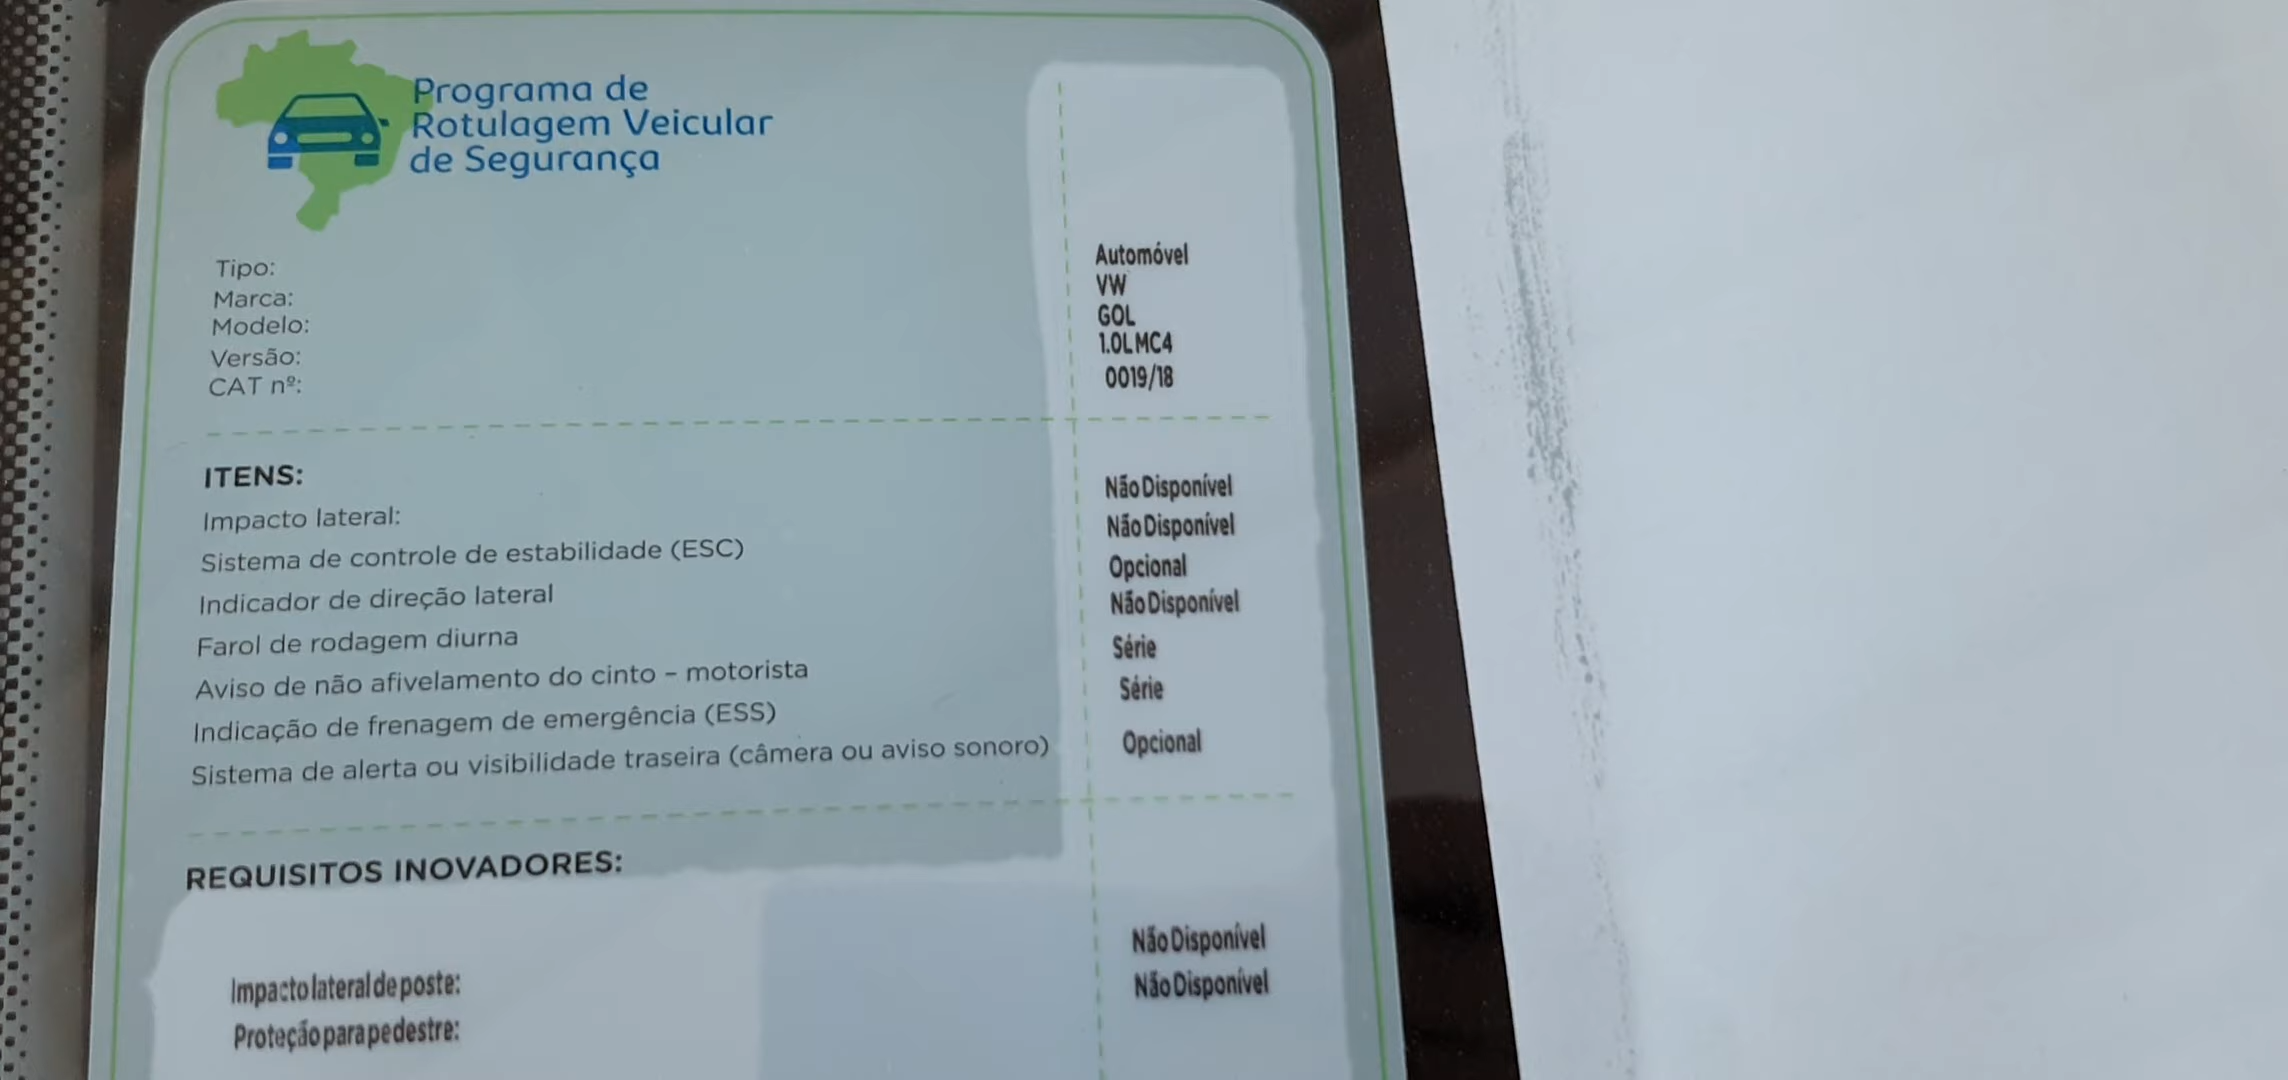 Programa de
Rotulagem Veicular
de Segurança
Tipo: Automóvel
Marca: VW
Modelo: GOL
Versão: 1.0L MC4
CAT nº: 0019/18
ITENS:
Impacto lateral: Não Disponível
Sistema de controle de estabilidade (ESC) Não Disponível
Indicador de direção lateral Opcional
Farol de rodagem diurna Não Disponível
Aviso de não afivelamento do cinto – motorista Série
Indicação de frenagem de emergência (ESS) Série
Sistema de alerta ou visibilidade traseira (câmera ou aviso sonoro) Opcional
REQUISITOS INOVADORES:
Impacto lateral de poste: Não Disponível
Proteção para pedestre: Não Disponível